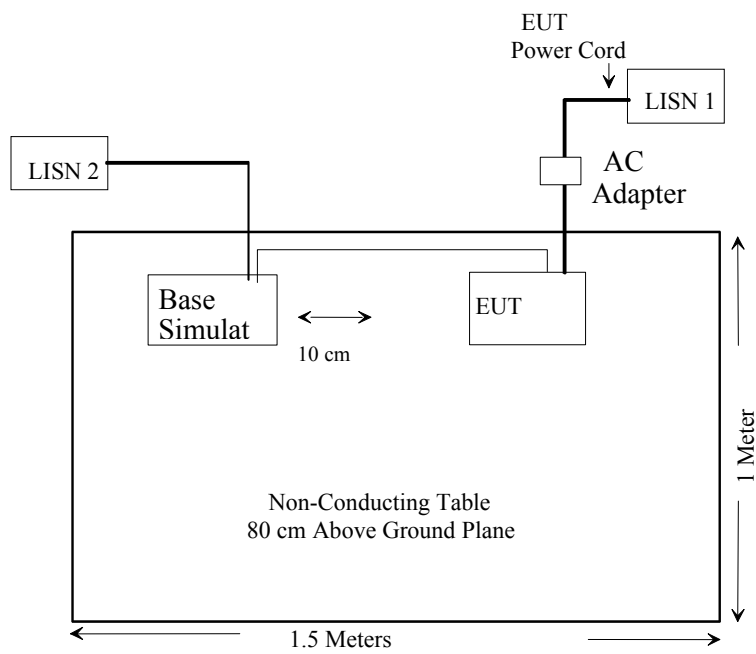 EUT
Power Cord
LISN 1
LISN 2
AC
Adapter
Base
Simulat
EUT
10 cm
1 Meter
Non-Conducting Table
80 cm Above Ground Plane
1.5 Meters